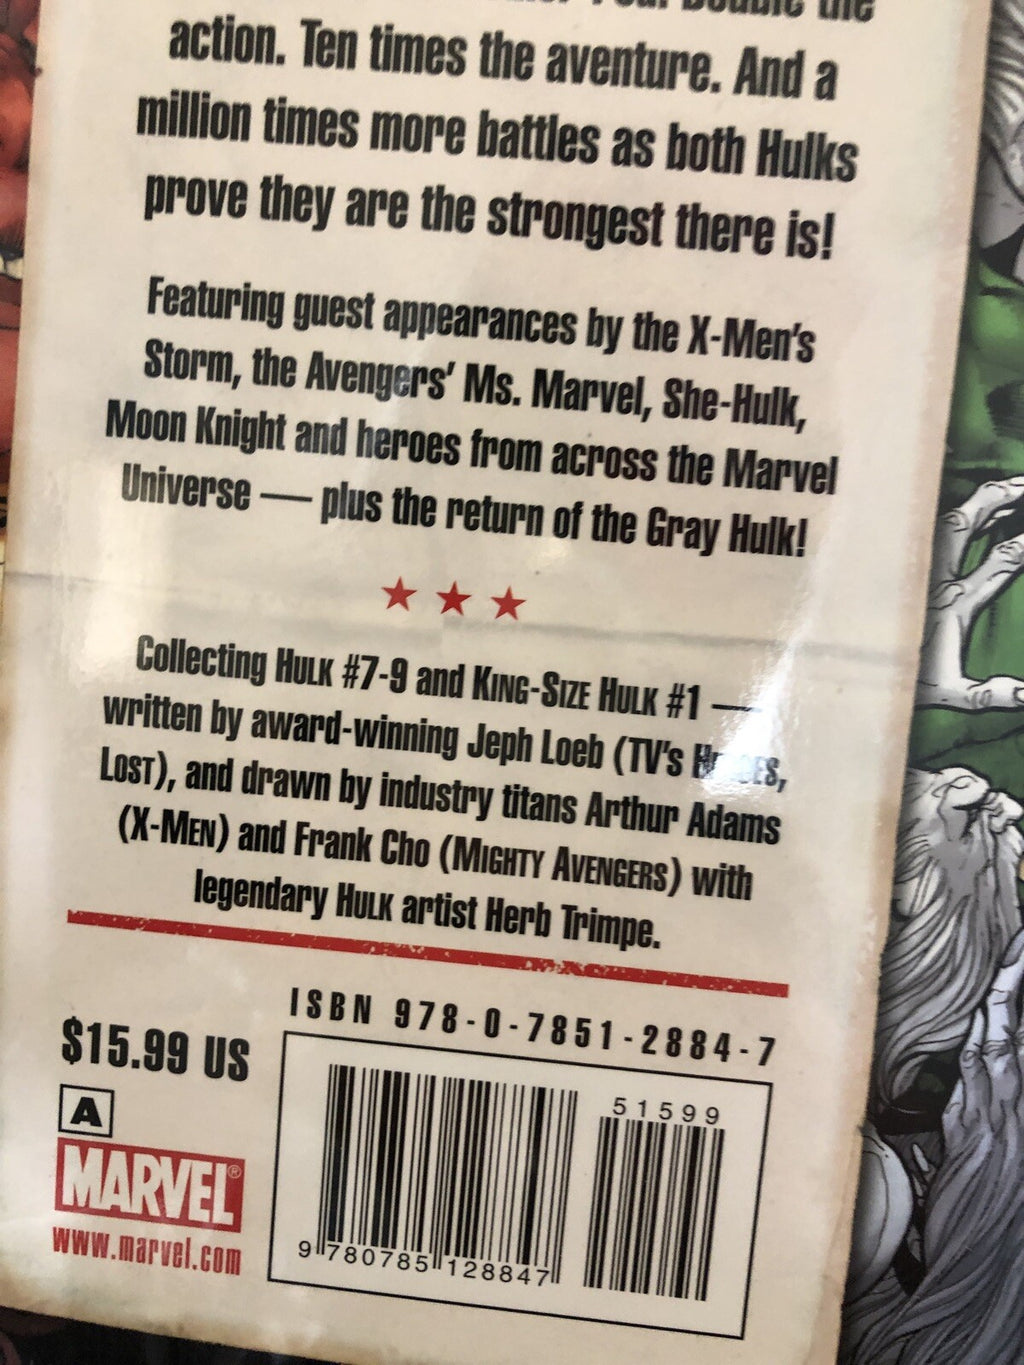 Double the
action. Ten times the aventure. And a
million times more battles as both Hulks
prove they are the strongest there is!
Featuring guest appearances by the X-Men's
Storm, the Avengers' Ms. Marvel, She-Hulk,
Moon Knight and heroes from across the Marvel
Universe — plus the return of the Gray Hulk!
Collecting HULK #7-9 and KING-SIZE HULK #1 —
written by award-winning Jeph Loeb (TV's
LOST), and drawn by industry titans Arthur Adams
(X-MEN) and Frank Cho (MIGHTY AVENGERS) with
legendary HULK artist Herb Trimpe.
ISBN 978-0-7851-2884-7
$15.99 US
A
MARVEL®
www.marvel.com
51599
9 780785 128847